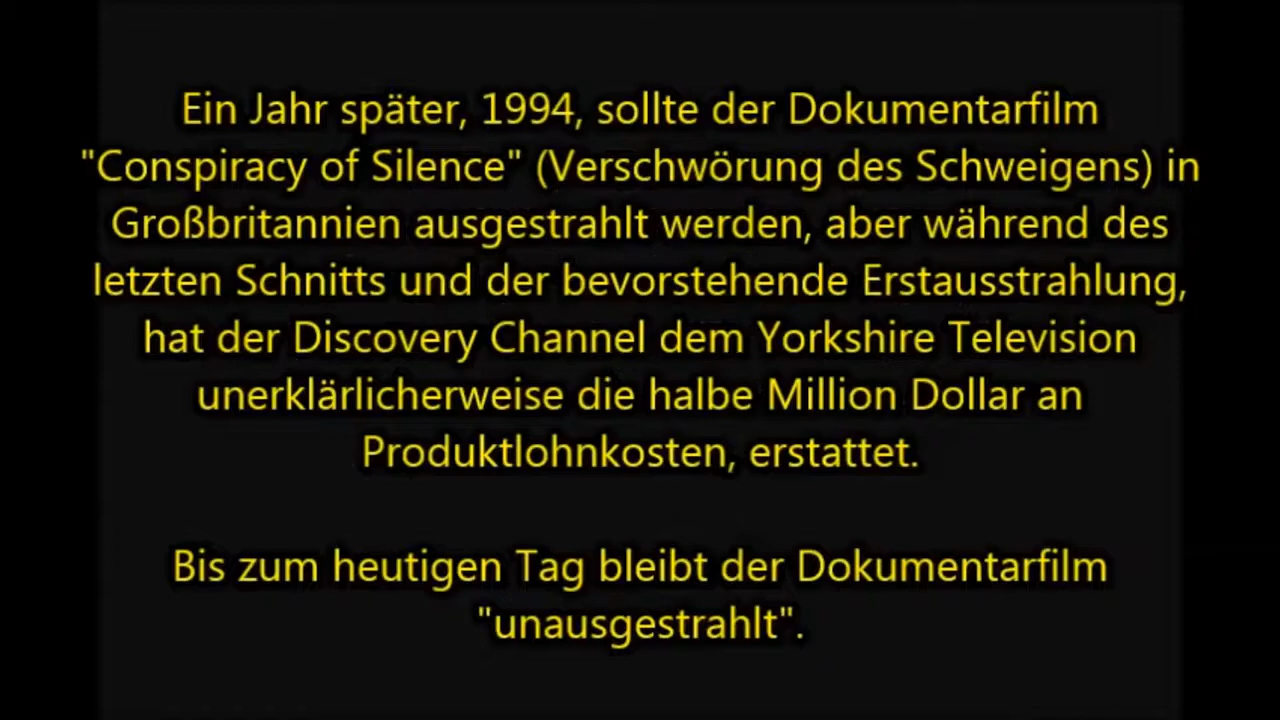 Ein Jahr später, 1994, sollte der Dokumentarfilm
"Conspiracy of Silence" (Verschwörung des Schweigens) in
Großbritannien ausgestrahlt werden, aber während des
letzten Schnitts und der bevorstehende Erstausstrahlung,
hat der Discovery Channel dem Yorkshire Television
unerklärlicherweise die halbe Million Dollar an
Produktlohnkosten, erstattet.
Bis zum heutigen Tag bleibt der Dokumentarfilm
"unausgestrahlt".